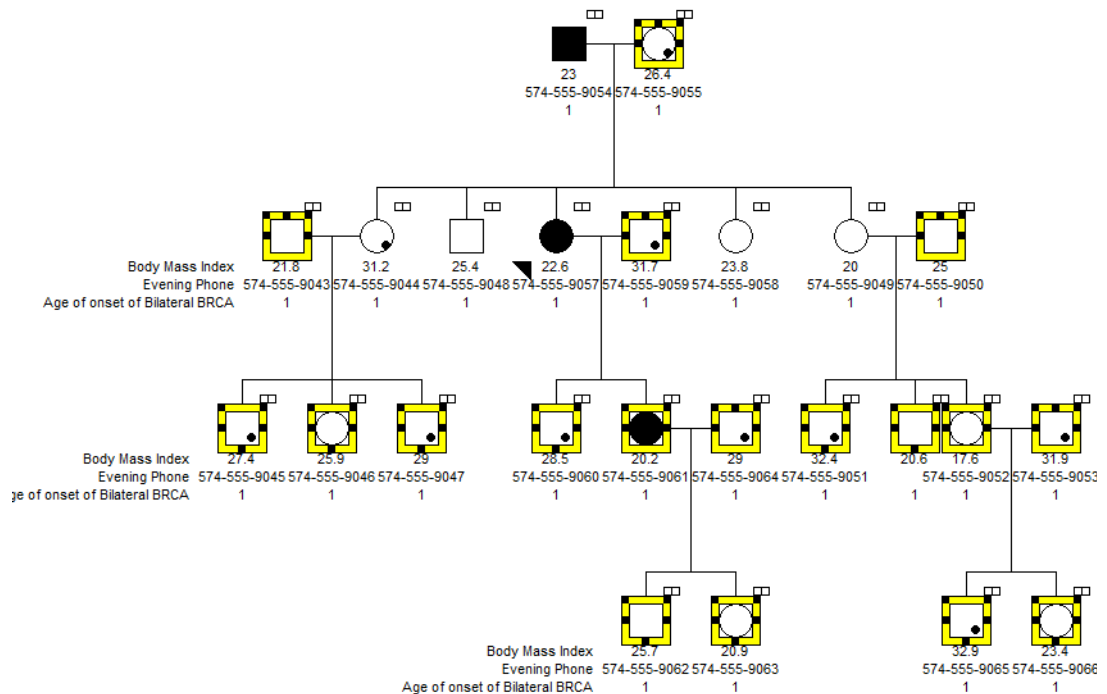 23 26.4
574-555-9054 574-555-9055
1 1
Body Mass Index 21.8 31.2 25.4 22.6 31.7 23.8 20 25
Evening Phone 574-555-9043 574-555-9044 574-555-9048 574-555-9057 574-555-9059 574-555-9058 574-555-9049 574-555-9050
Age of onset of Bilateral BRCA 1 1 1 1 1 1 1 1
Body Mass Index 27.4 25.9 29 28.5 20.2 29 32.4 20.6 17.6 31.9
Evening Phone 574-555-9045 574-555-9046 574-555-9047 574-555-9060 574-555-9061 574-555-9064 574-555-9051 574-555-9052 574-555-9053
ge of onset of Bilateral BRCA 1 1 1 1 1 1 1 1 1 1
Body Mass Index 25.7 20.9 32.9 23.4
Evening Phone 574-555-9062 574-555-9063 574-555-9065 574-555-9066
Age of onset of Bilateral BRCA 1 1 1 1